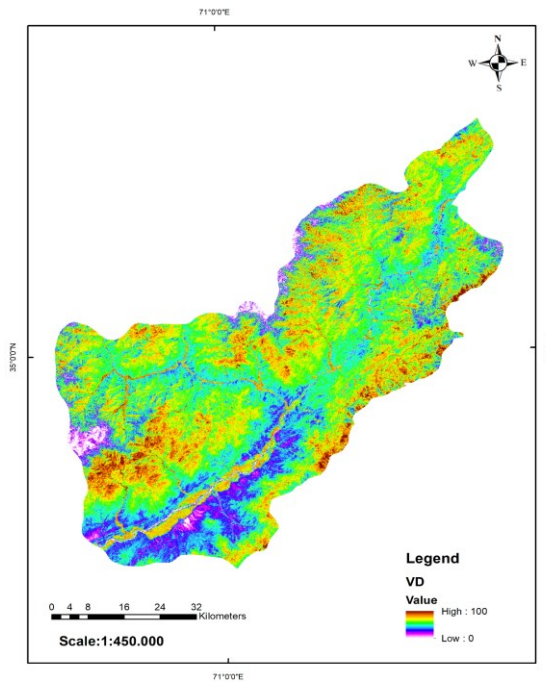 71°0'0"E
N
W E
S
35°0'0"N
Legend
VD
Value
High : 100
Low : 0
0 4 8 16 24 32
Kilometers
Scale:1:450.000
71°0'0"E